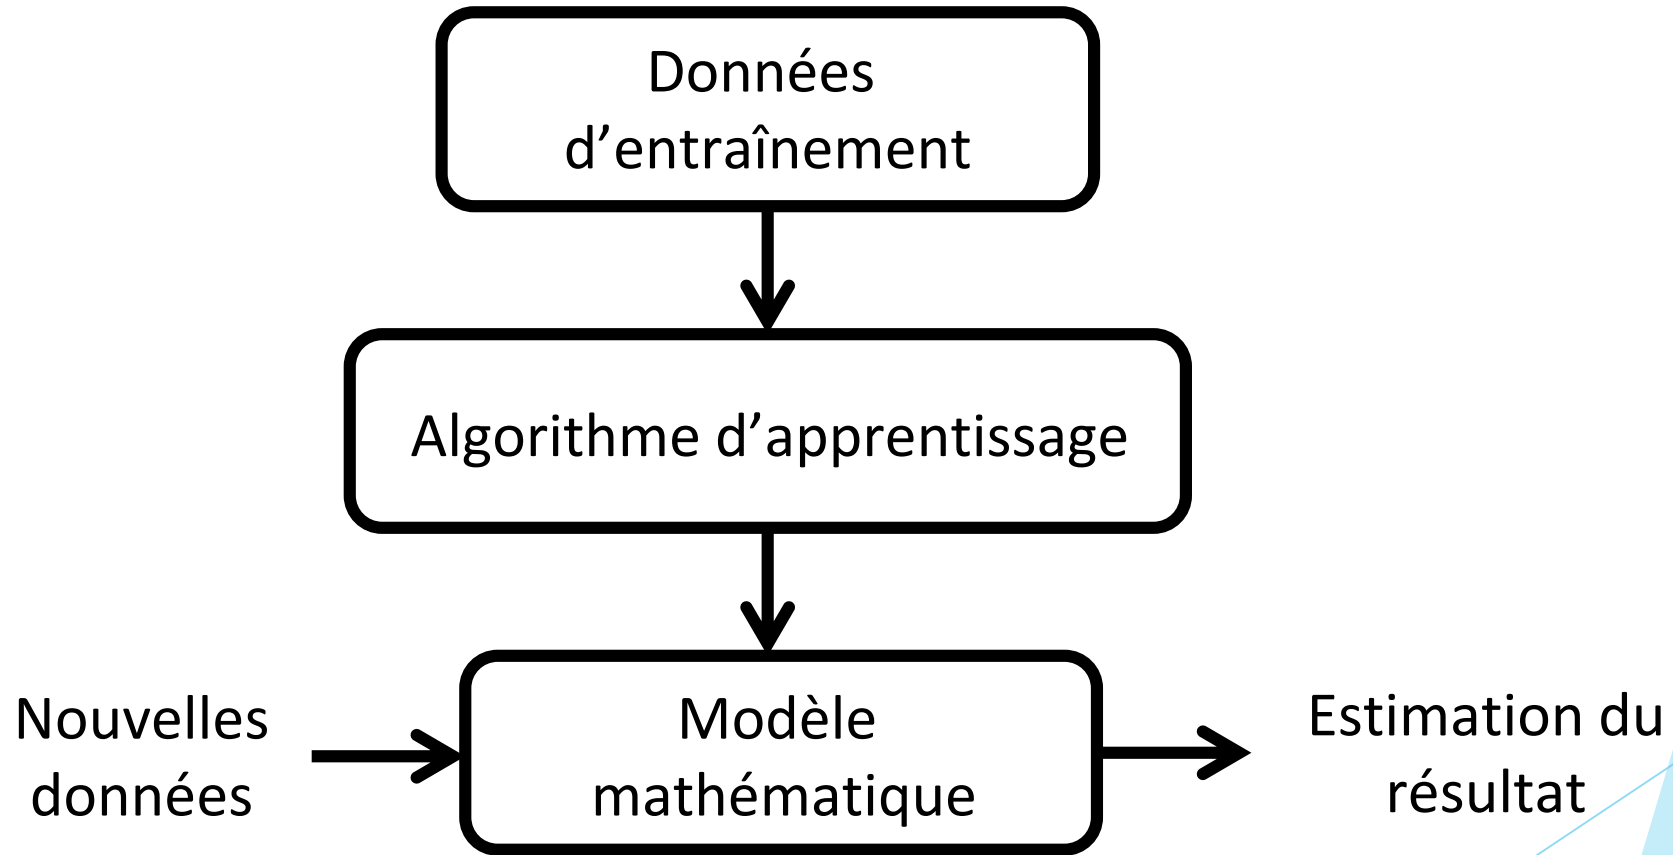 Données
d’entraînement
Algorithme d’apprentissage
Nouvelles
données
Modèle
mathématique
Estimation du
résultat